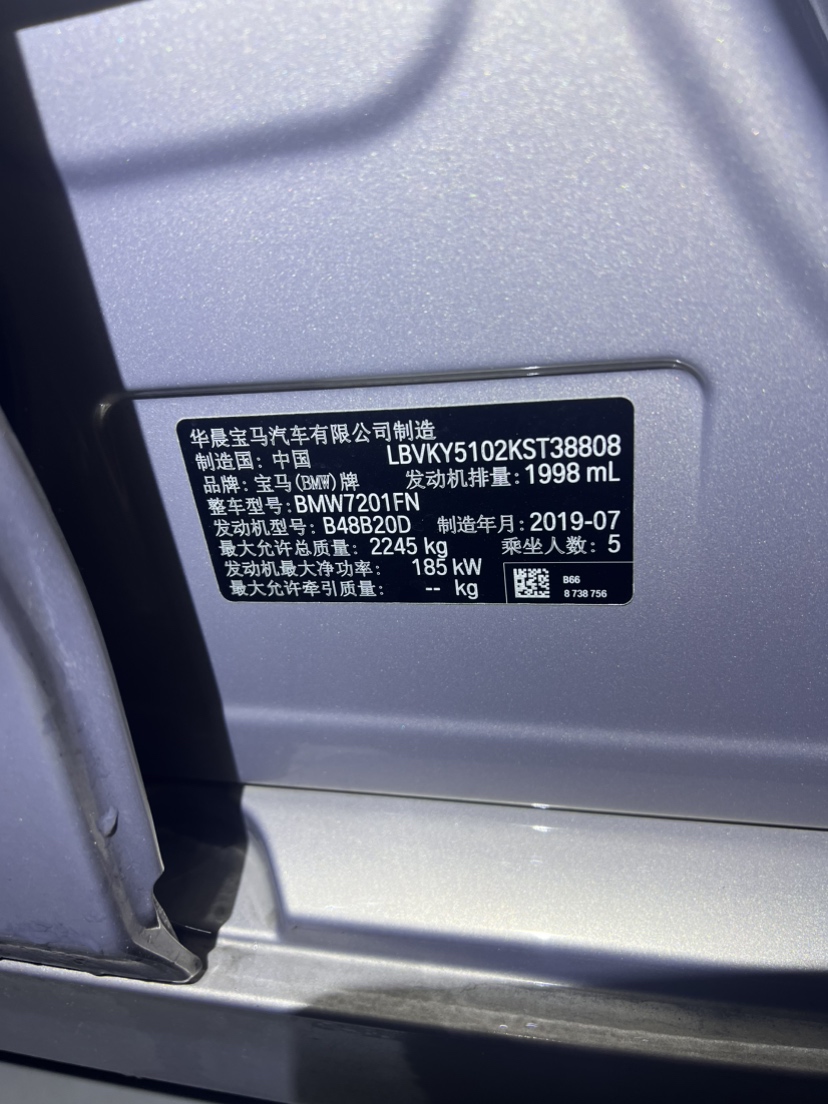 华晨宝马汽车有限公司制造
制造国：中国 LBVKY5102KST38808
品牌：宝马(BMW)牌 发动机排量：1998 mL
整车型号：BMW7201FN
发动机型号：B48B20D 制造年月：2019-07
最大允许总质量：2245 kg 乘坐人数：5
发动机最大净功率：185 kW
最大允许牵引质量：-- kg
B66
8 738 756